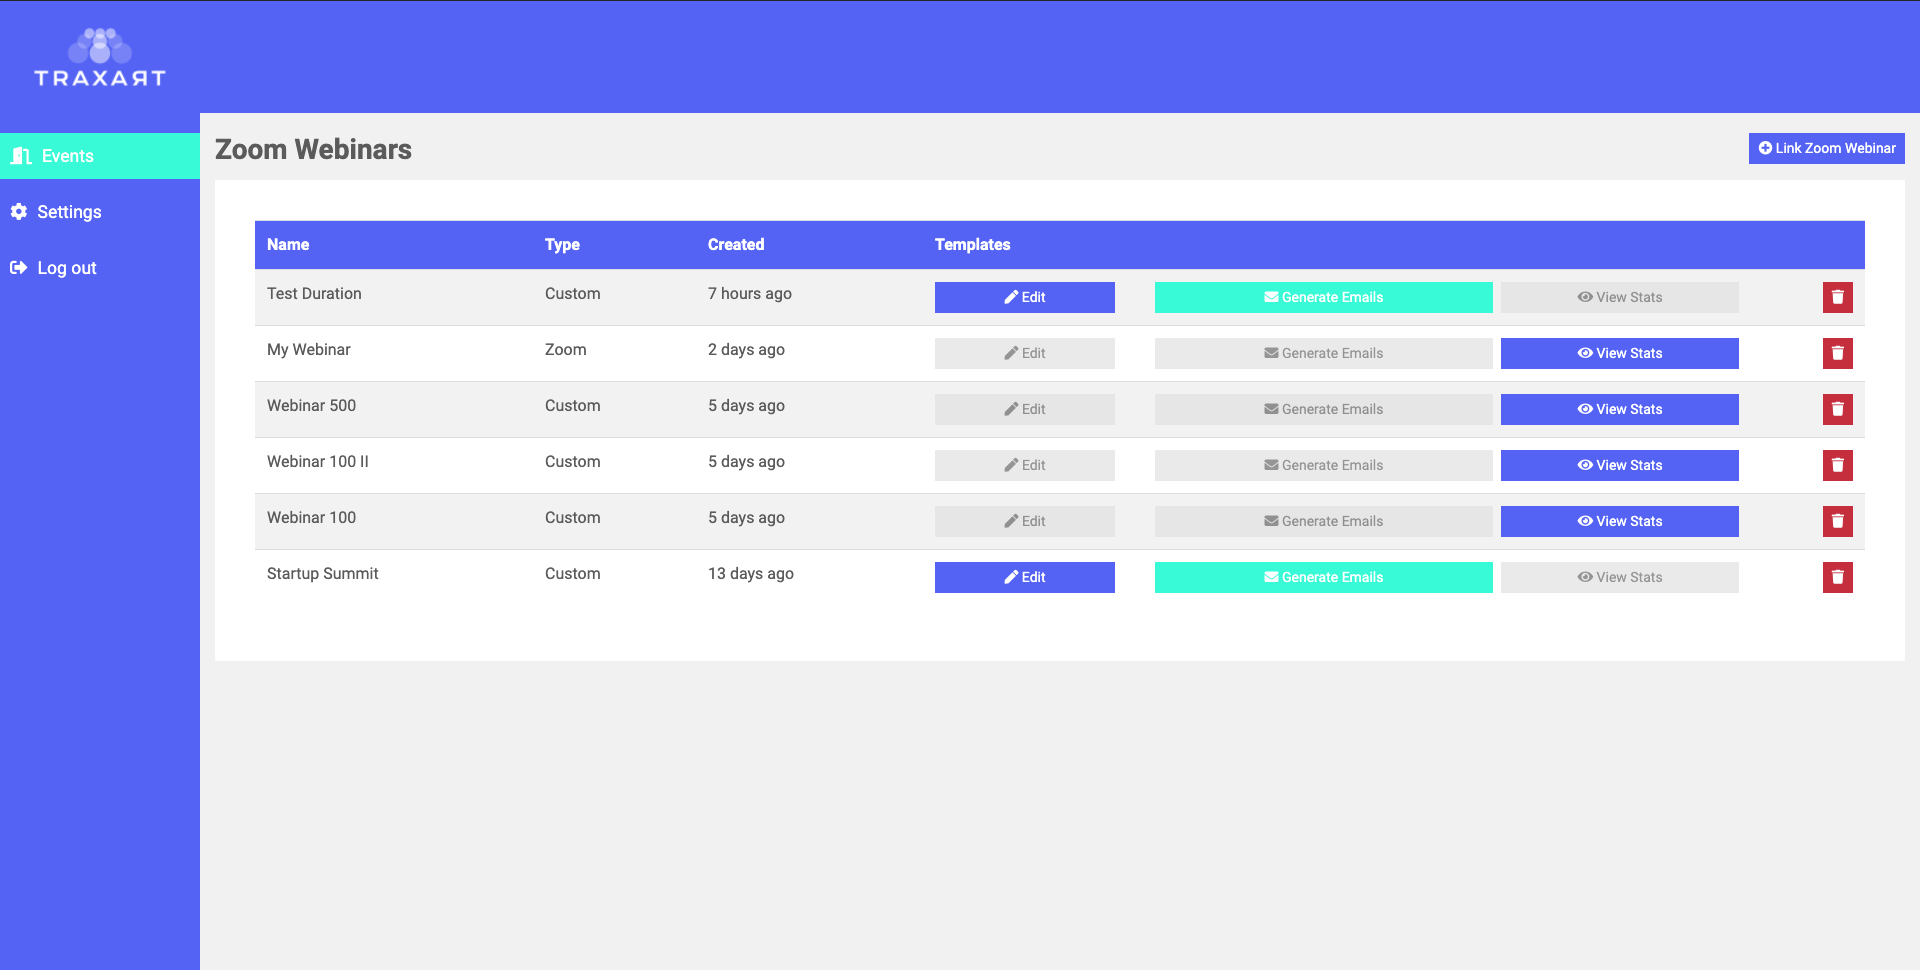 TRAXART
Events
Settings
Log out
Zoom Webinars
Link Zoom Webinar
Name Type Created Templates
Test Duration Custom 7 hours ago Edit Generate Emails View Stats
My Webinar Zoom 2 days ago Edit Generate Emails View Stats
Webinar 500 Custom 5 days ago Edit Generate Emails View Stats
Webinar 100 II Custom 5 days ago Edit Generate Emails View Stats
Webinar 100 Custom 5 days ago Edit Generate Emails View Stats
Startup Summit Custom 13 days ago Edit Generate Emails View Stats